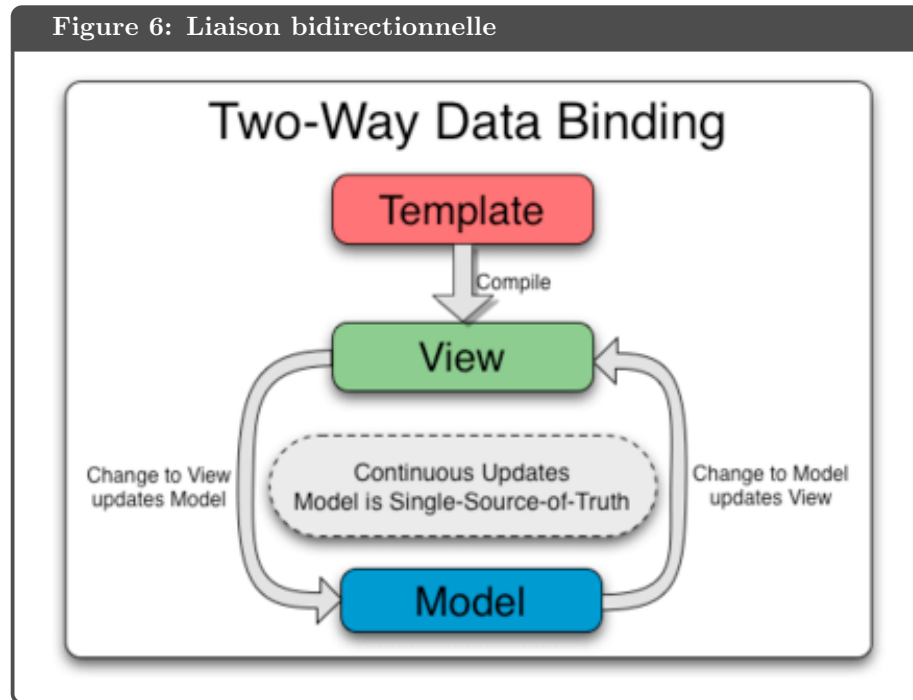 Figure 6: Liaison bidirectionnelle
Two-Way Data Binding
Template
Compile
View
Change to View
updates Model
Continuous Updates
Model is Single-Source-of-Truth
Change to Model
updates View
Model